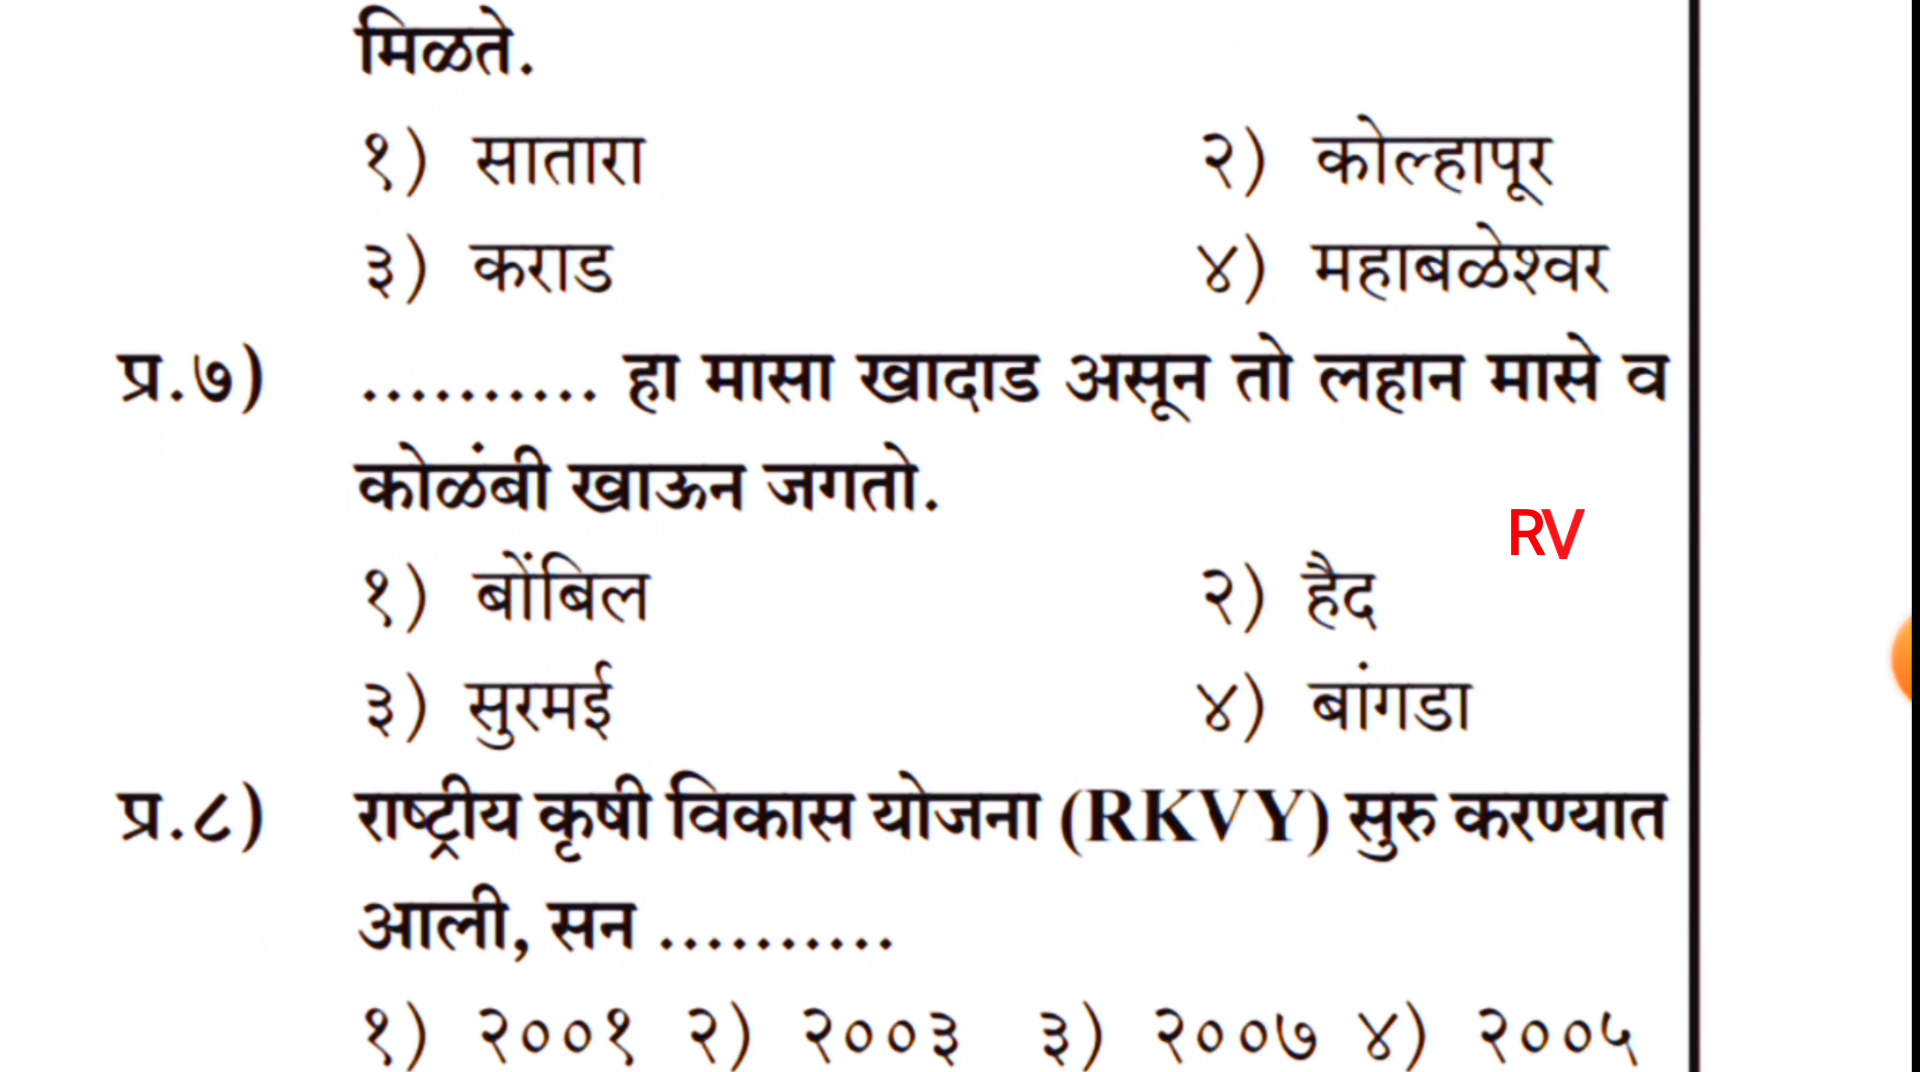 मिळते.
१) सातारा २) कोल्हापूर
३) कराड ४) महाबळेश्वर
प्र.७) .......... हा मासा खादाड असून तो लहान मासे व
कोळंबी खाऊन जगतो.
RV
१) बोंबिल २) हैद
३) सुरमई ४) बांगडा
प्र.८) राष्ट्रीय कृषी विकास योजना (RKVY) सुरु करण्यात
आली, सन ..........
१) २००१ २) २००३ ३) २००७ ४) २००५